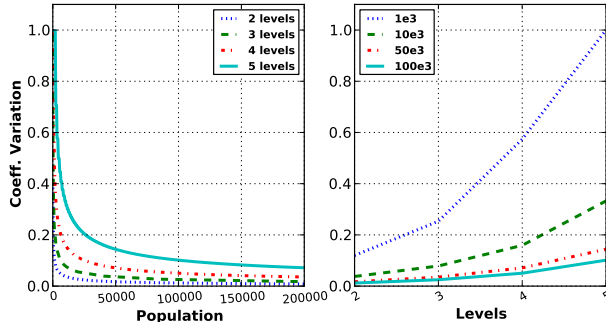 Coeff. Variation
1.0
0.8
0.6
0.4
0.2
0.0
2 levels
3 levels
4 levels
5 levels
0
50000
100000
150000
200000
Population
1.0
0.8
0.6
0.4
0.2
0.0
1e3
10e3
50e3
100e3
2
3
4
5
Levels